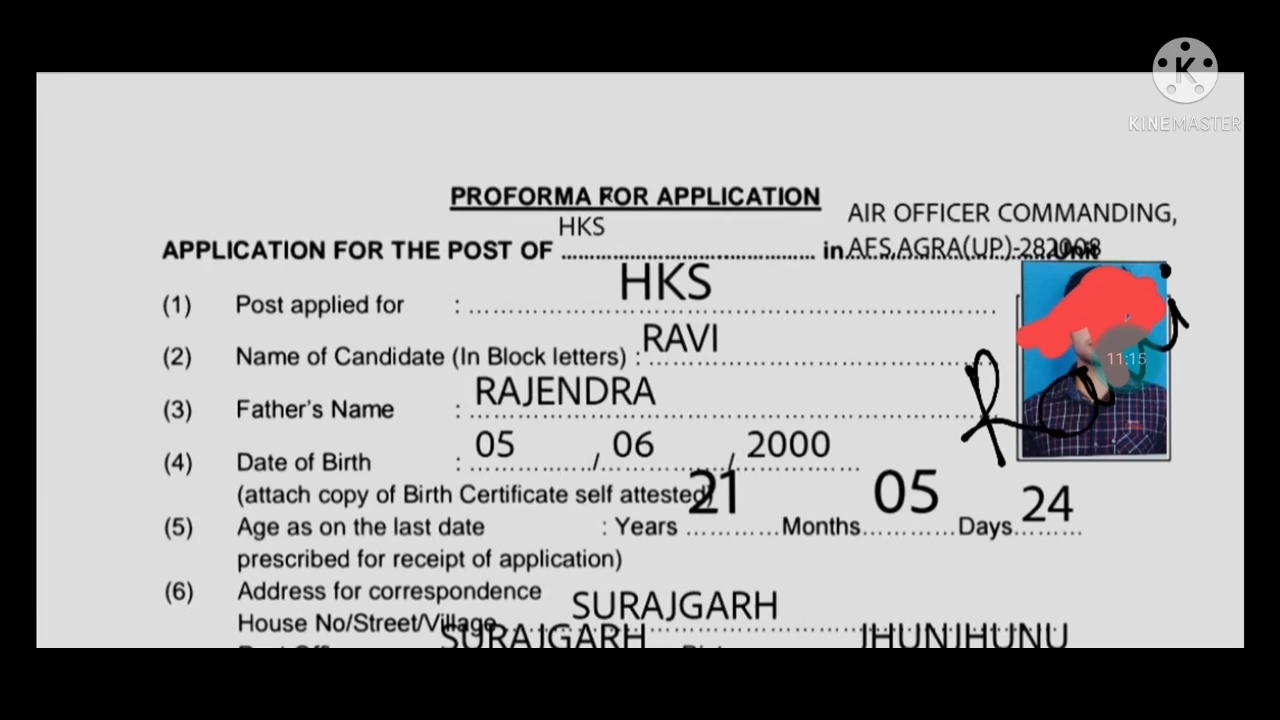 K
KINEMASTER
PROFORMA FOR APPLICATION
AIR OFFICER COMMANDING,
HKS
APPLICATION FOR THE POST OF ........................................ in AFS,AGRA(UP)-282008 Unit
(1) Post applied for : HKS
(2) Name of Candidate (In Block letters) : RAVI
(3) Father's Name : RAJENDRA
11:15
Ravi
(4) Date of Birth : 05 / 06 / 2000
(attach copy of Birth Certificate self attested)
(5) Age as on the last date : Years 21 Months 05 Days 24
prescribed for receipt of application)
(6) Address for correspondence
House No/Street/Village SURAJGARH
SURAJGARH JHUNJHUNU